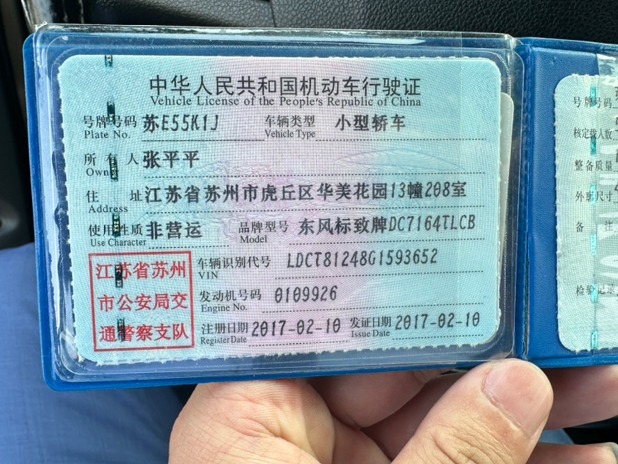 中华人民共和国机动车行驶证
Vehicle License of the People's Republic of China
号牌号码 苏E55K1J 车辆类型 小型轿车
Plate No. Vehicle Type
所有人 张平平
Owner
住址 江苏省苏州市虎丘区华美花园13幢208室
Address
使用性质 非营运 品牌型号 东风标致牌DC7164TLCB
Use Character Model
江苏省苏州
市公安局交
通警察支队
车辆识别代号 LDCT81248G1593652
VIN
发动机号码 0109926
Engine No.
注册日期 2017-02-10 发证日期 2017-02-10
Register Date Issue Date
号牌号码
核定载人数
整备质量
外廓尺寸
备注
检验记录